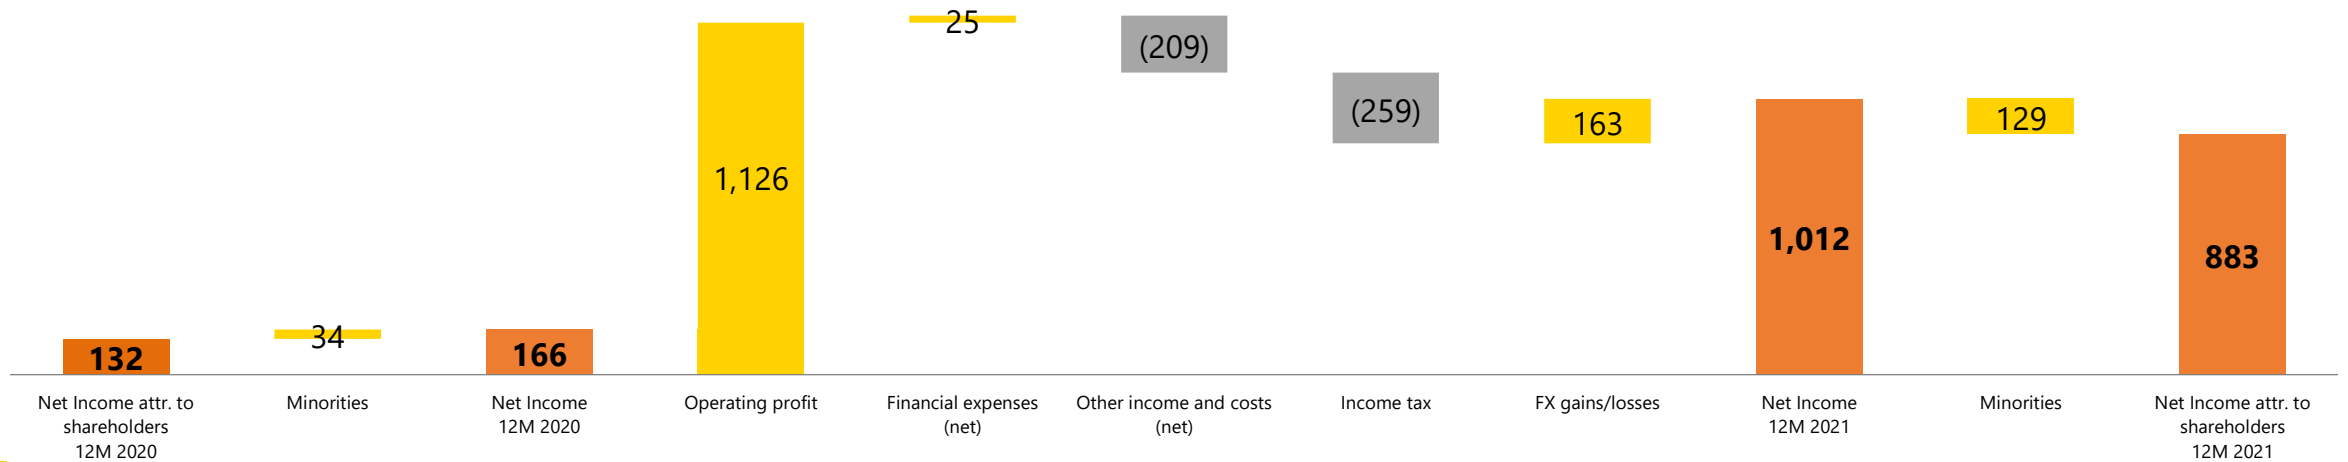 25
(209)
(259)
163
129
1,126
1,012
883
34
132
166
Net Income attr. to
shareholders
12M 2020
Minorities
Net Income
12M 2020
Operating profit
Financial expenses
(net)
Other income and costs
(net)
Income tax
FX gains/losses
Net Income
12M 2021
Minorities
Net Income attr. to
shareholders
12M 2021